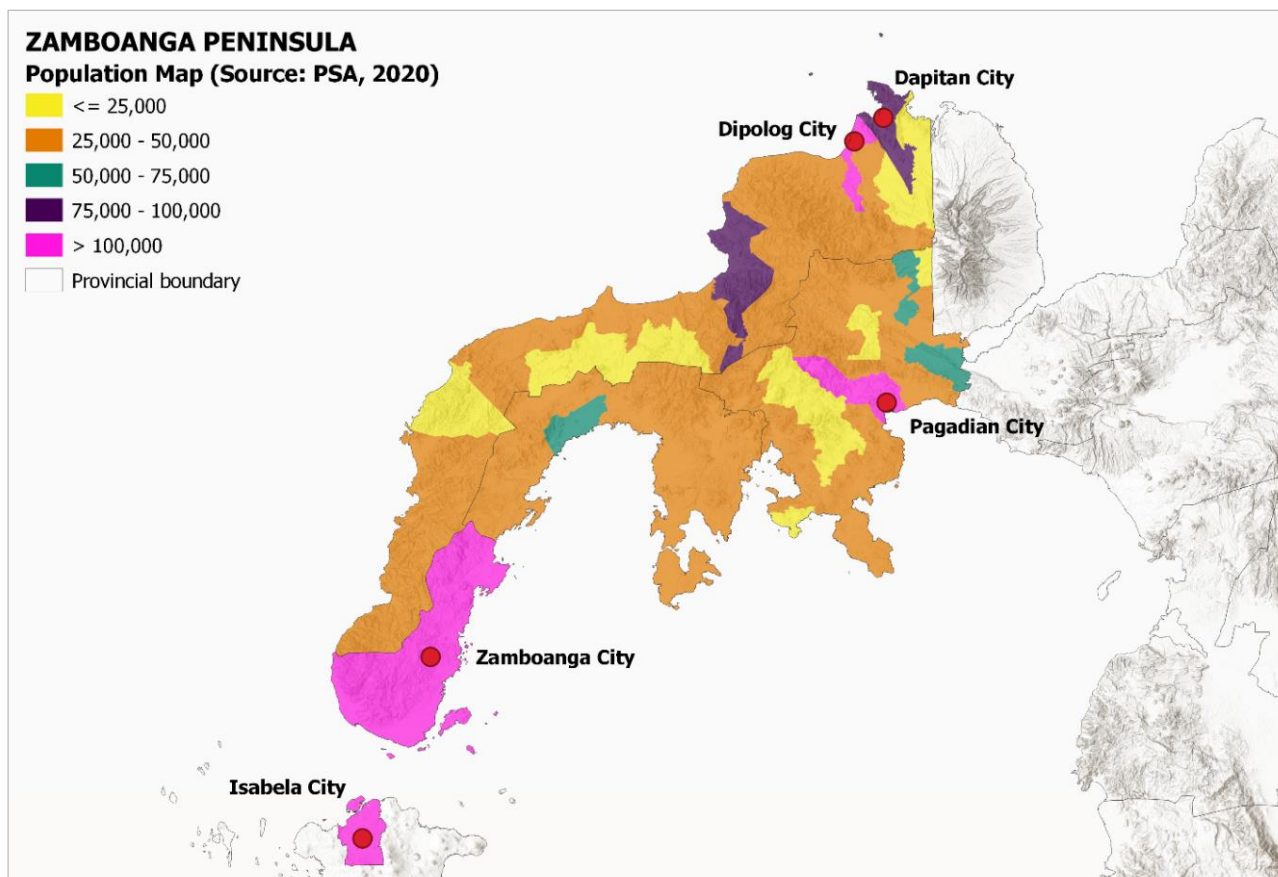 ZAMBOANGA PENINSULA
Population Map (Source: PSA, 2020)
<= 25,000
25,000 - 50,000
50,000 - 75,000
75,000 - 100,000
> 100,000
Provincial boundary
Dapitan City
Dipolog City
Pagadian City
Zamboanga City
Isabela City